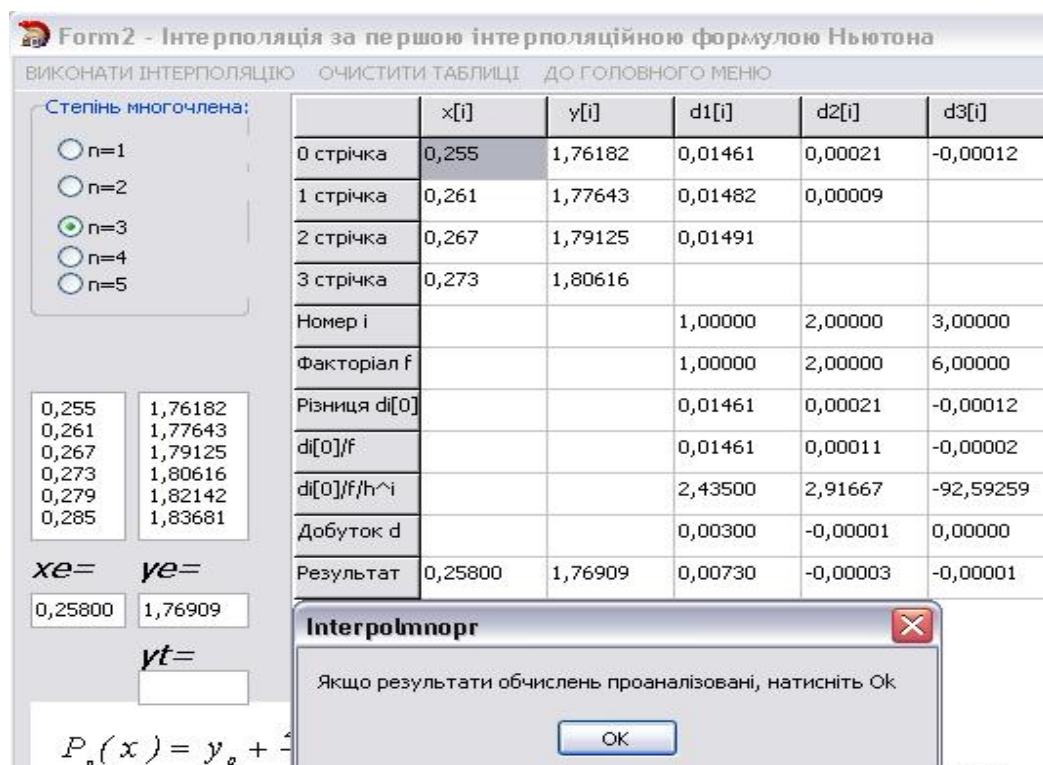 Form2 - Інтерполяція за першою інтерполяційною формулою Ньютона
ВИКОНАТИ ІНТЕРПОЛЯЦІЮ ОЧИСТИТИ ТАБЛИЦІ ДО ГОЛОВНОГО МЕНЮ
Степінь многочлена:
n=1
n=2
n=3
n=4
n=5
x[i] y[i] d1[i] d2[i] d3[i]
0 стрічка 0,255 1,76182 0,01461 0,00021 -0,00012
1 стрічка 0,261 1,77643 0,01482 0,00009
2 стрічка 0,267 1,79125 0,01491
3 стрічка 0,273 1,80616
Номер i 1,00000 2,00000 3,00000
Факторіал f 1,00000 2,00000 6,00000
Різниця di[0] 0,01461 0,00021 -0,00012
di[0]/f 0,01461 0,00011 -0,00002
di[0]/f/h^i 2,43500 2,91667 -92,59259
Добуток d 0,00300 -0,00001 0,00000
Результат 0,25800 1,76909 0,00730 -0,00003 -0,00001
0,255 1,76182
0,261 1,77643
0,267 1,79125
0,273 1,80616
0,279 1,82142
0,285 1,83681
xe= ye=
0,25800 1,76909
yt=
Interpolmnopr
Якщо результати обчислень проаналізовані, натисніть Ok
OK
P_n(x) = y_0 +